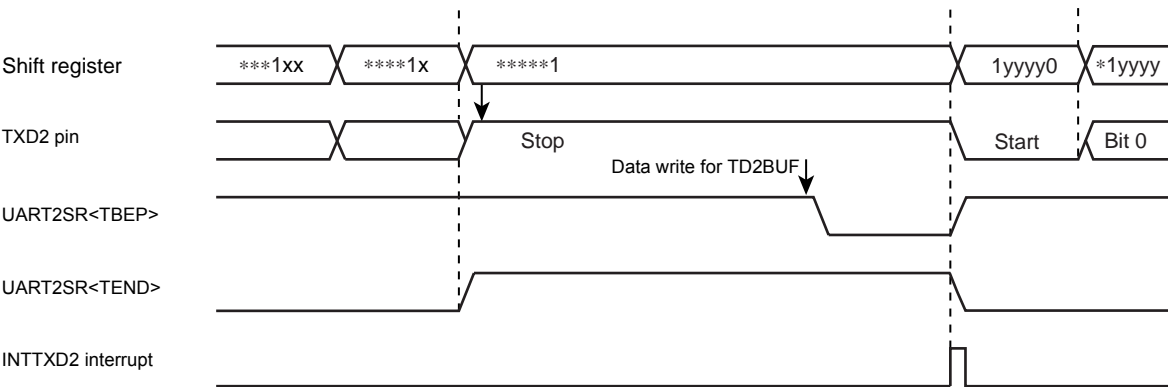 Shift register ***1xx ****1x *****1 1yyyy0 *1yyyy
TXD2 pin Stop Start Bit 0
Data write for TD2BUF
UART2SR<TBEP>
UART2SR<TEND>
INTTXD2 interrupt